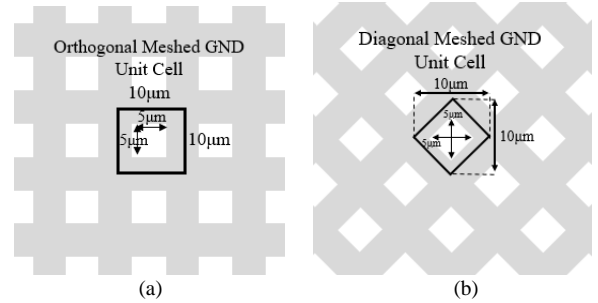 Orthogonal Meshed GND
Unit Cell
10μm
5μm
5μm
10μm
(a)
Diagonal Meshed GND
Unit Cell
10μm
5μm
5μm
10μm
(b)